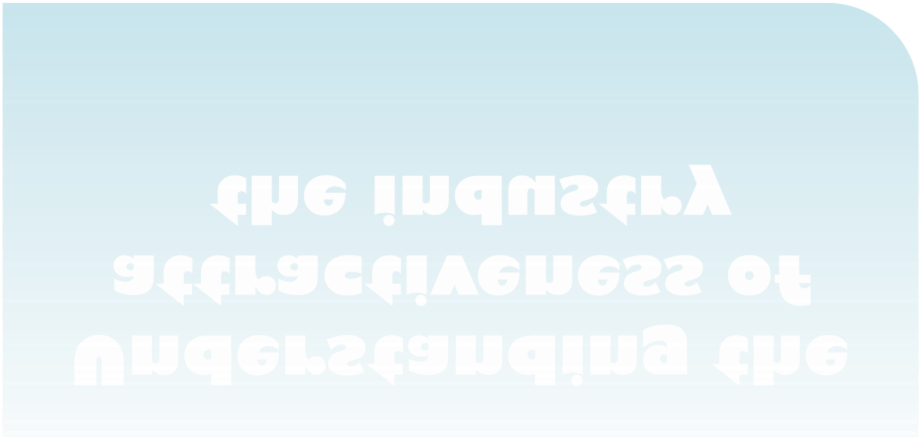 Understanding the
attractiveness of
the industry